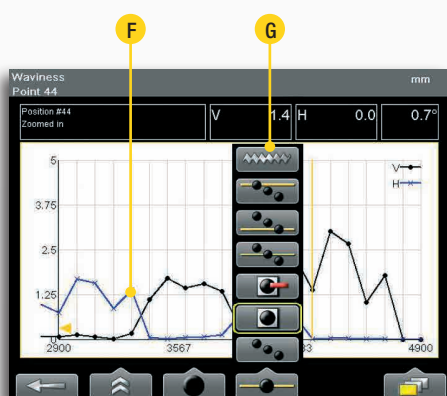 F G
Waviness mm
Point 44
Position #44
Zoomed in
V 1.4 H 0.0 0.7°
5
3.75
2.5
1.25
0
V
H
2900 3567 4900